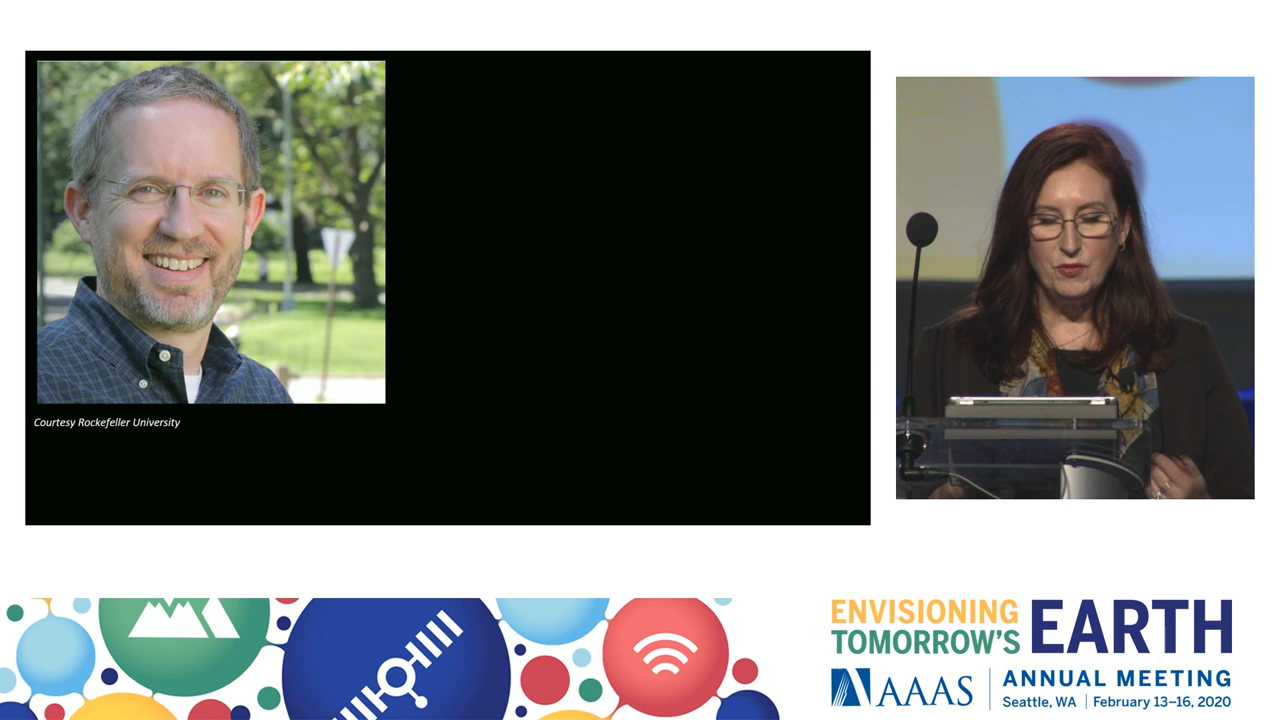 Courtesy Rockefeller University
ENVISIONING
TOMORROW'S
EARTH
AAAS
ANNUAL MEETING
Seattle, WA | February 13–16, 2020